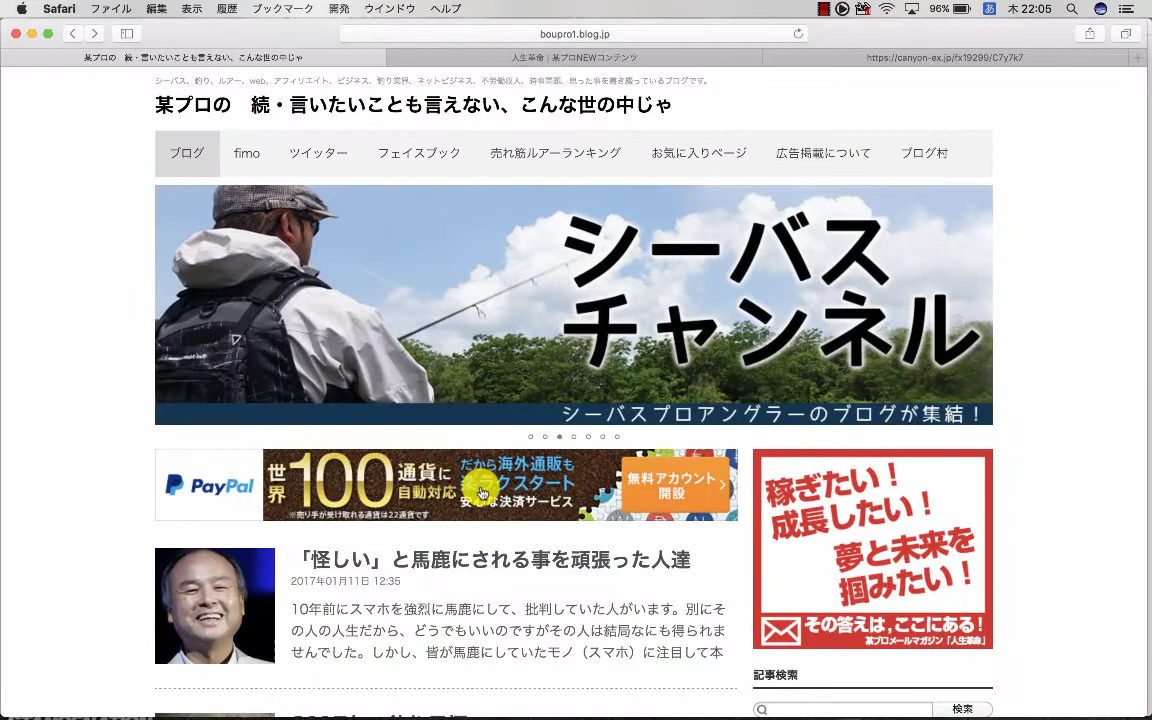 Safari ファイル 編集 表示 履歴 ブックマーク 開発 ウインドウ ヘルプ 96% あ 木 22:05
boupro1.blog.jp
某プロの 続・言いたいことも言えない、こんな世の中じゃ 人生革命｜某プロNEWコンテンツ https://canyon-ex.jp/fx19299/C7y7k7
シーバス、釣り、ルアー、web、アフィリエイト、ビジネス、釣り業界、ネットビジネス、不労働収入、時事問題、思った事を書き綴っているブログです。
某プロの 続・言いたいことも言えない、こんな世の中じゃ
ブログ fimo ツイッター フェイスブック 売れ筋ルアーランキング お気に入りページ 広告掲載について ブログ村
シーバス
チャンネル
シーバスプロアングラーのブログが集結！
PayPal
世界100通貨に自動対応
※売り手が受け取れる通貨は22通貨です
だから海外通販も
ラクスタート
安心な決済サービス
無料アカウント
開設
稼ぎたい！
成長したい！
夢と未来を
掴みたい！
その答えは、ここにある！
某プロメールマガジン「人生革命」
「怪しい」と馬鹿にされる事を頑張った人達
2017年01月11日 12:35
10年前にスマホを強烈に馬鹿にして、批判していた人がいます。別にそ
の人の人生だから、どうでもいいのですがその人は結局なにも得られま
せんでした。しかし、皆が馬鹿にしていたモノ（スマホ）に注目して本
記事検索
検索